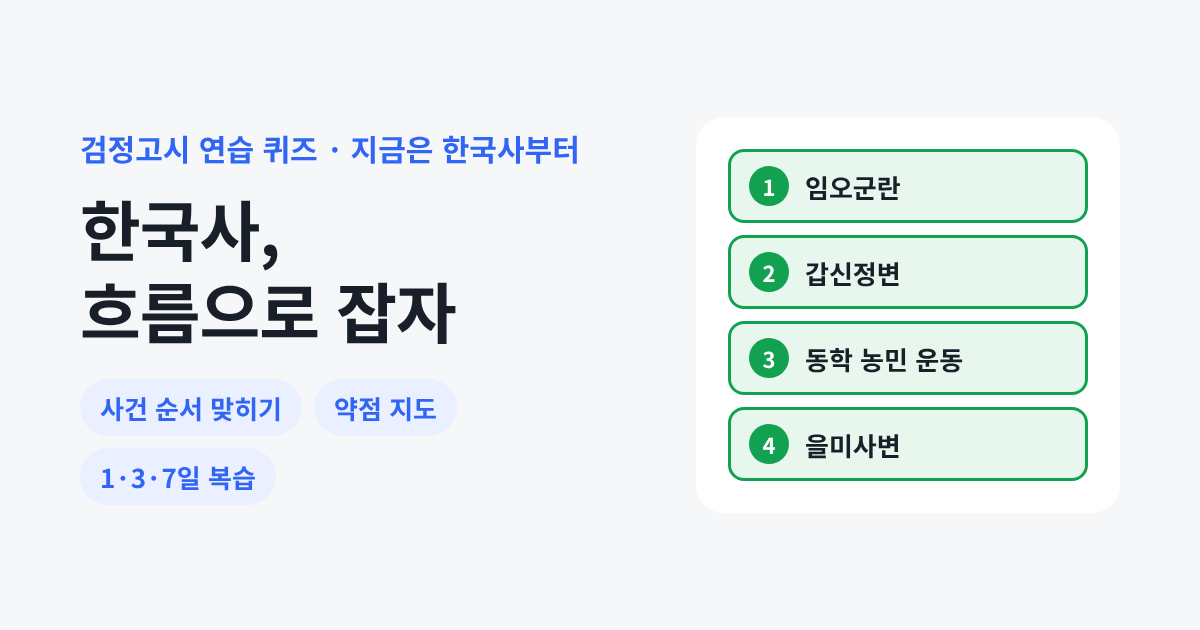 검정고시 연습 퀴즈 · 지금은 한국사부터
한국사,
흐름으로 잡자
사건 순서 맞히기
약점 지도
1·3·7일 복습
1 임오군란
2 갑신정변
3 동학 농민 운동
4 을미사변